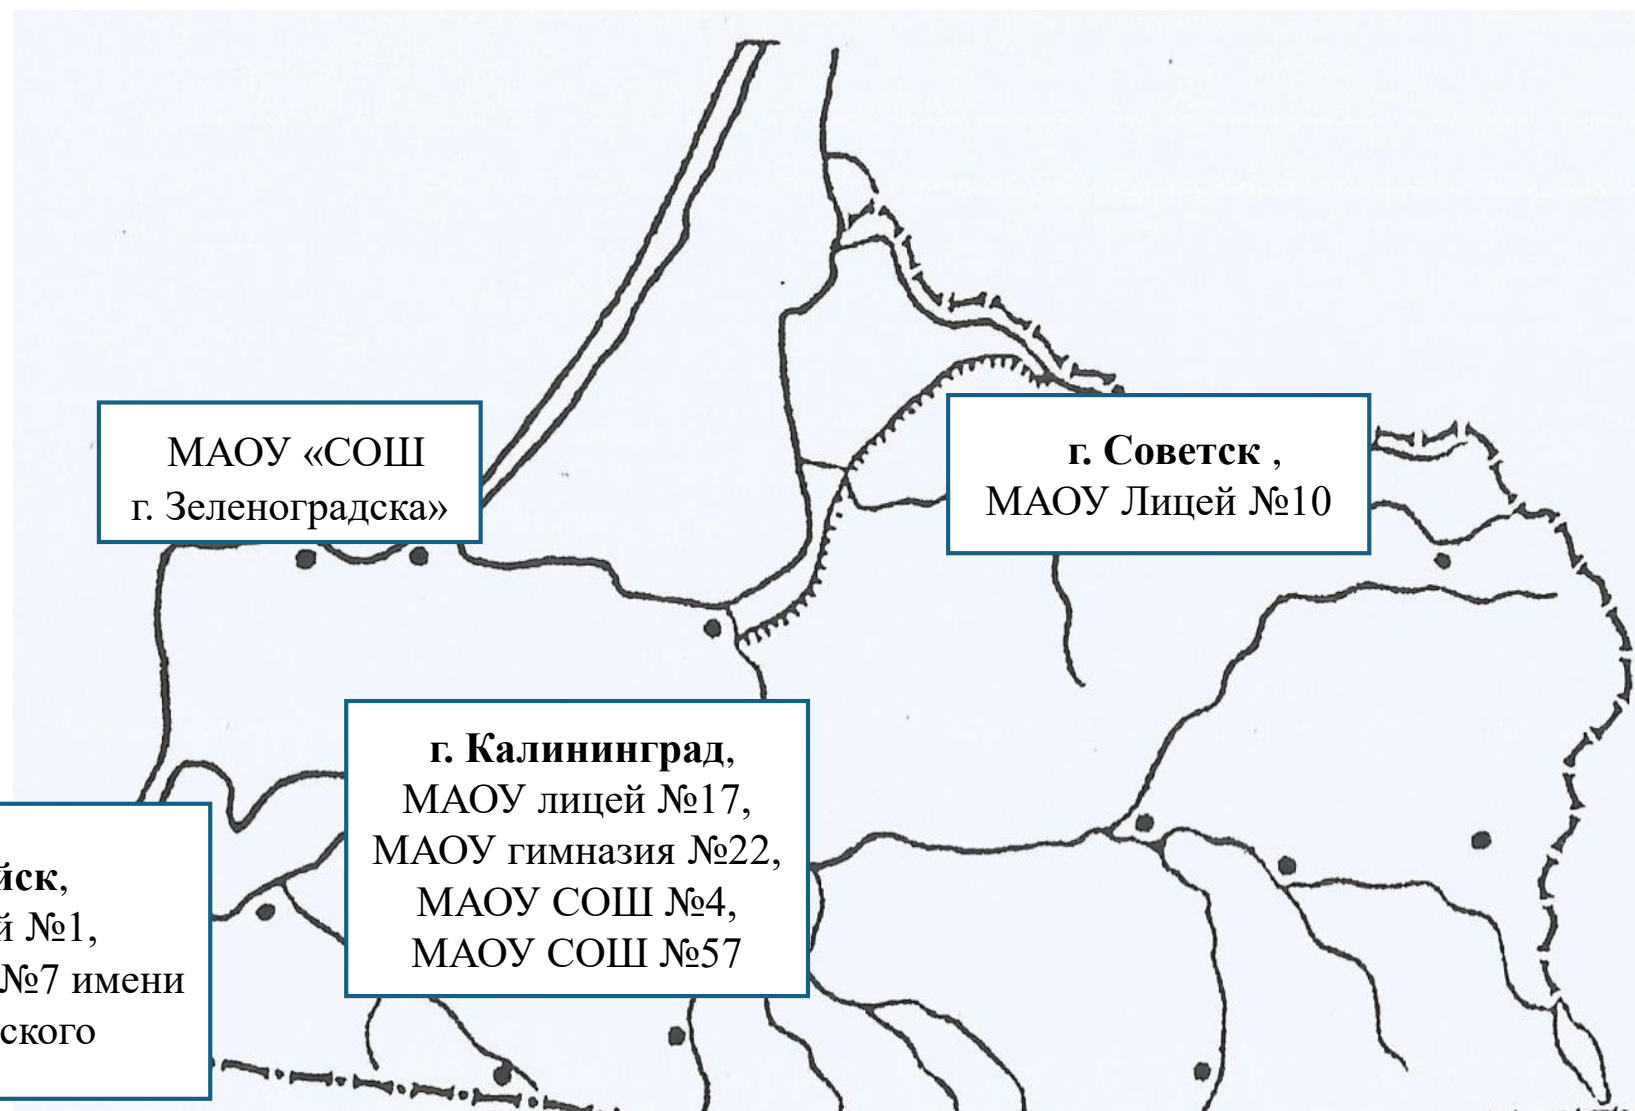 МАОУ «СОШ
г. Зеленоградска»
г. Советск ,
МАОУ Лицей №10
г. Калининград,
МАОУ лицей №17,
МАОУ гимназия №22,
МАОУ СОШ №4,
МАОУ СОШ №57
йск,
й №1,
№7 имени
ского